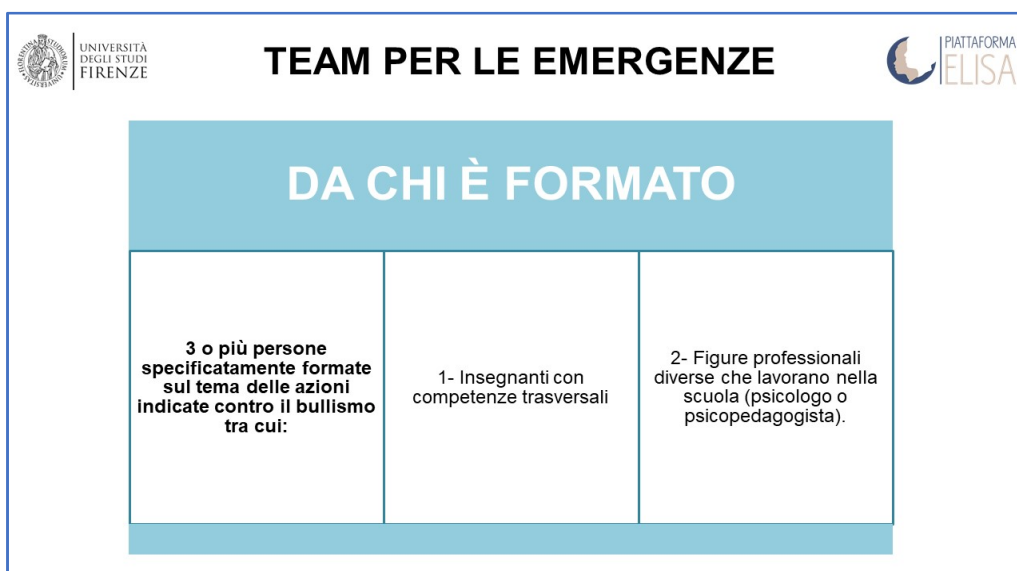 UNIVERSITÀ
DEGLI STUDI
FIRENZE
TEAM PER LE EMERGENZE
PIATTAFORMA
ELISA
DA CHI È FORMATO
3 o più persone
specificatamente formate
sul tema delle azioni
indicate contro il bullismo
tra cui:
1- Insegnanti con
competenze trasversali
2- Figure professionali
diverse che lavorano nella
scuola (psicologo o
psicopedagogista).